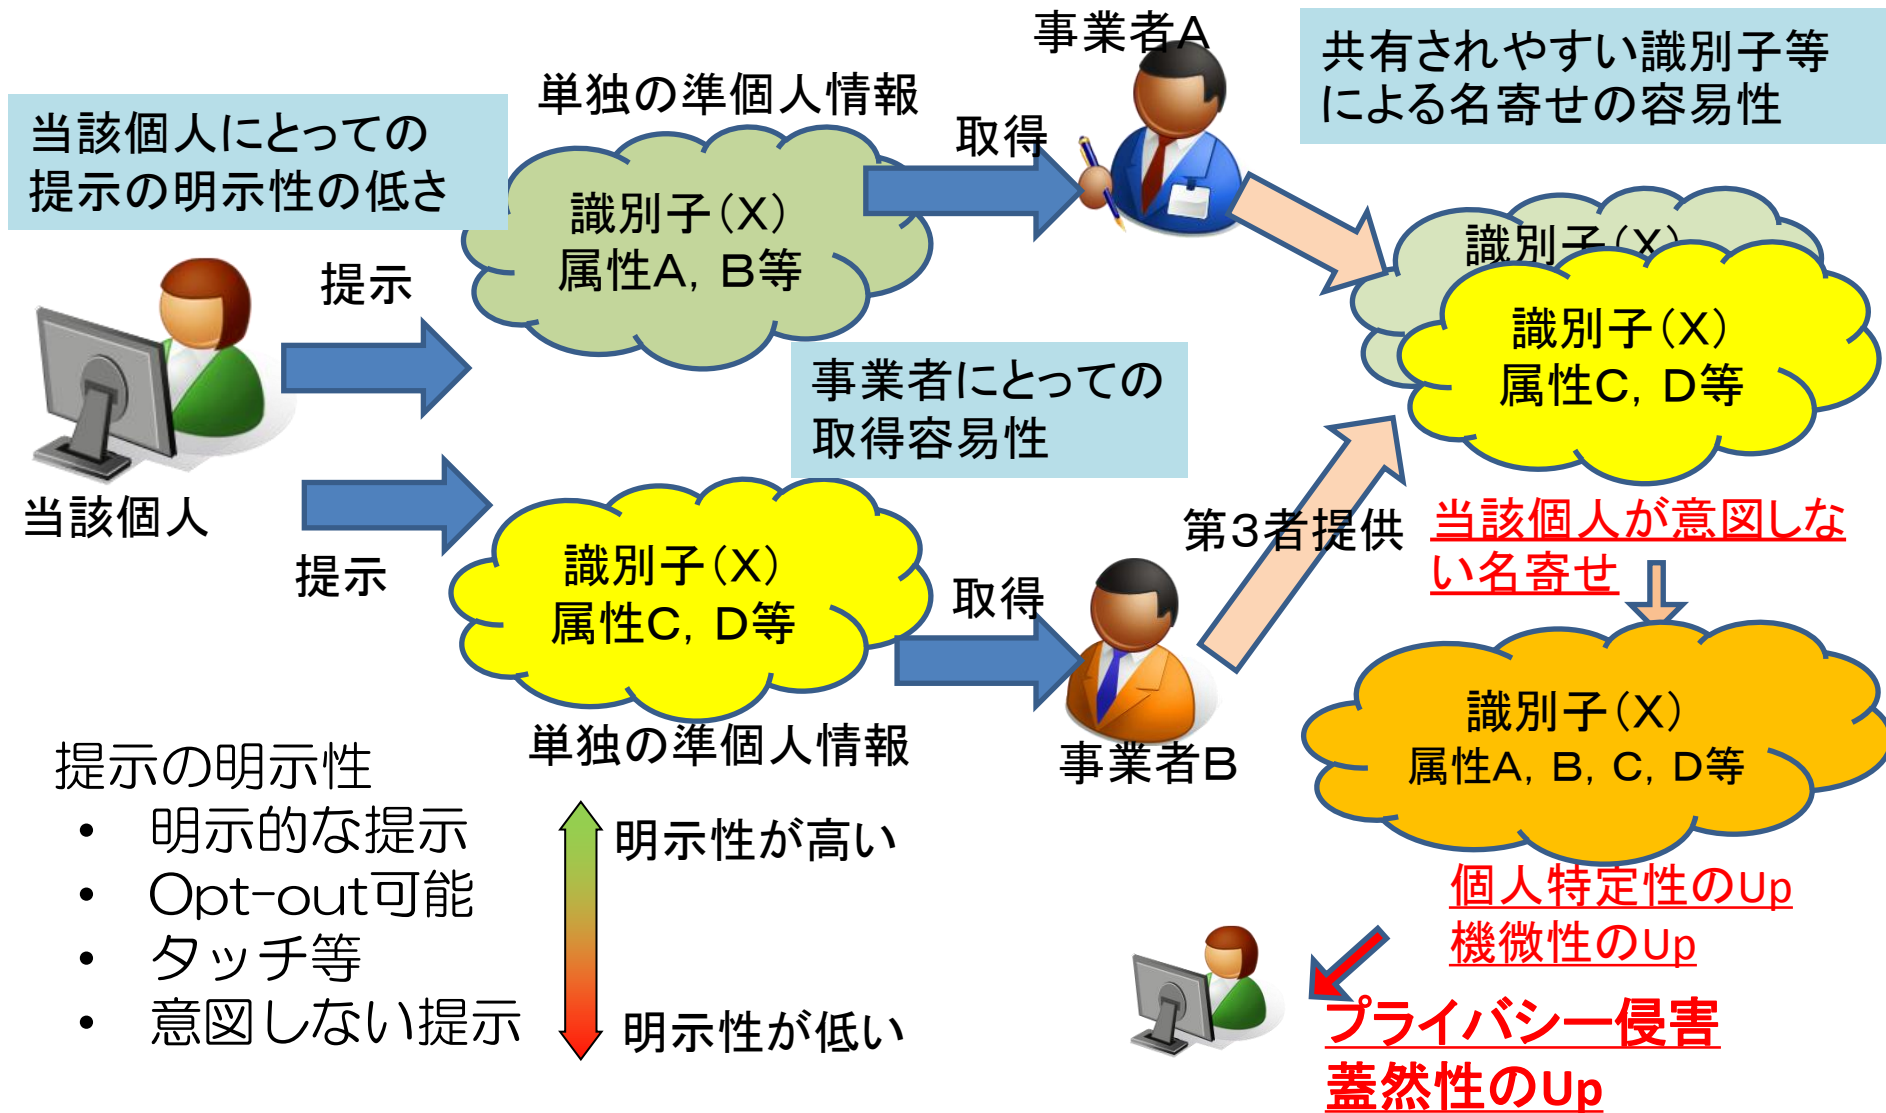 事業者A
共有されやすい識別子等
による名寄せの容易性
単独の準個人情報
当該個人にとっての
提示の明示性の低さ
取得
識別子(X)
属性A, B等
識別子(X)
提示
識別子(X)
属性C, D等
事業者にとっての
取得容易性
当該個人
提示
第3者提供
当該個人が意図しな
い名寄せ
識別子(X)
属性C, D等
取得
単独の準個人情報
事業者B
識別子(X)
属性A, B, C, D等
提示の明示性
• 明示的な提示
• Opt-out可能
• タッチ等
• 意図しない提示
明示性が高い
明示性が低い
個人特定性のUp
機微性のUp
プライバシー侵害
蓋然性のUp